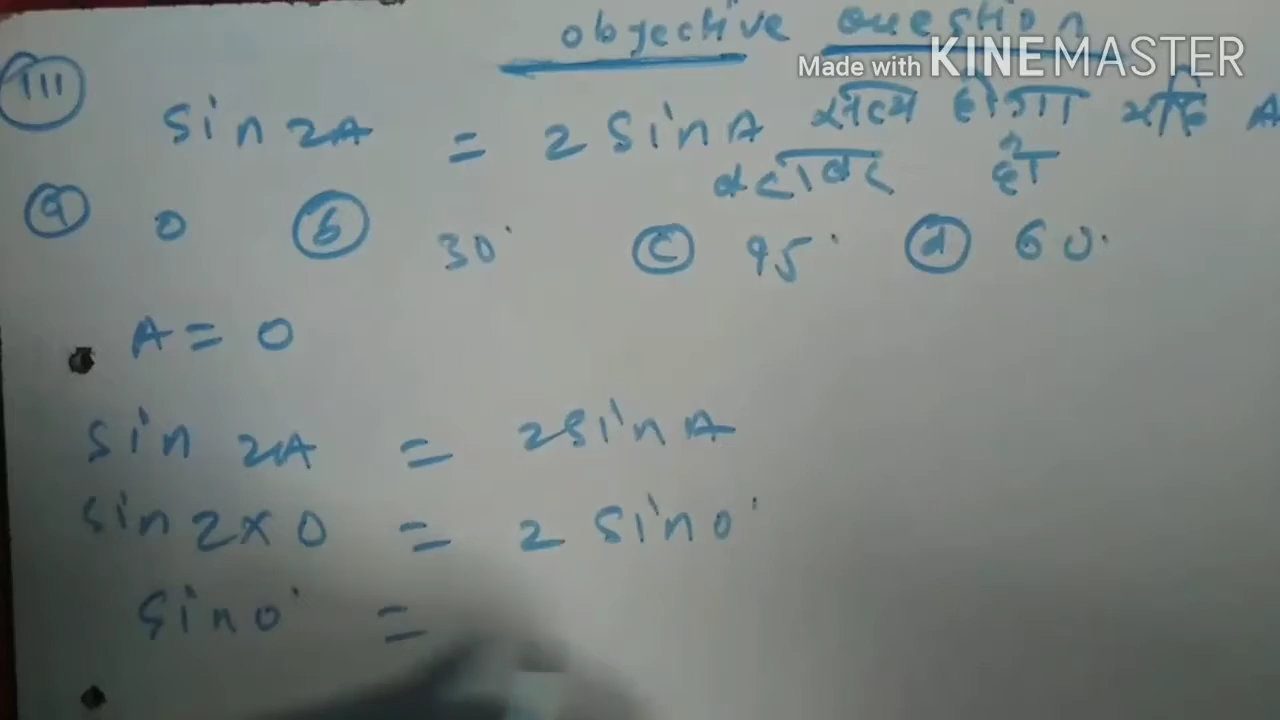 objective question
Made with KINEMASTER
(III) sin 2A = 2 sin A सत्य होगा यदि A
बराबर है
(a) 0 (b) 30° (c) 45° (d) 60°
A = 0
sin 2A = 2 sin A
sin 2×0 = 2 sin 0°
sin 0° =